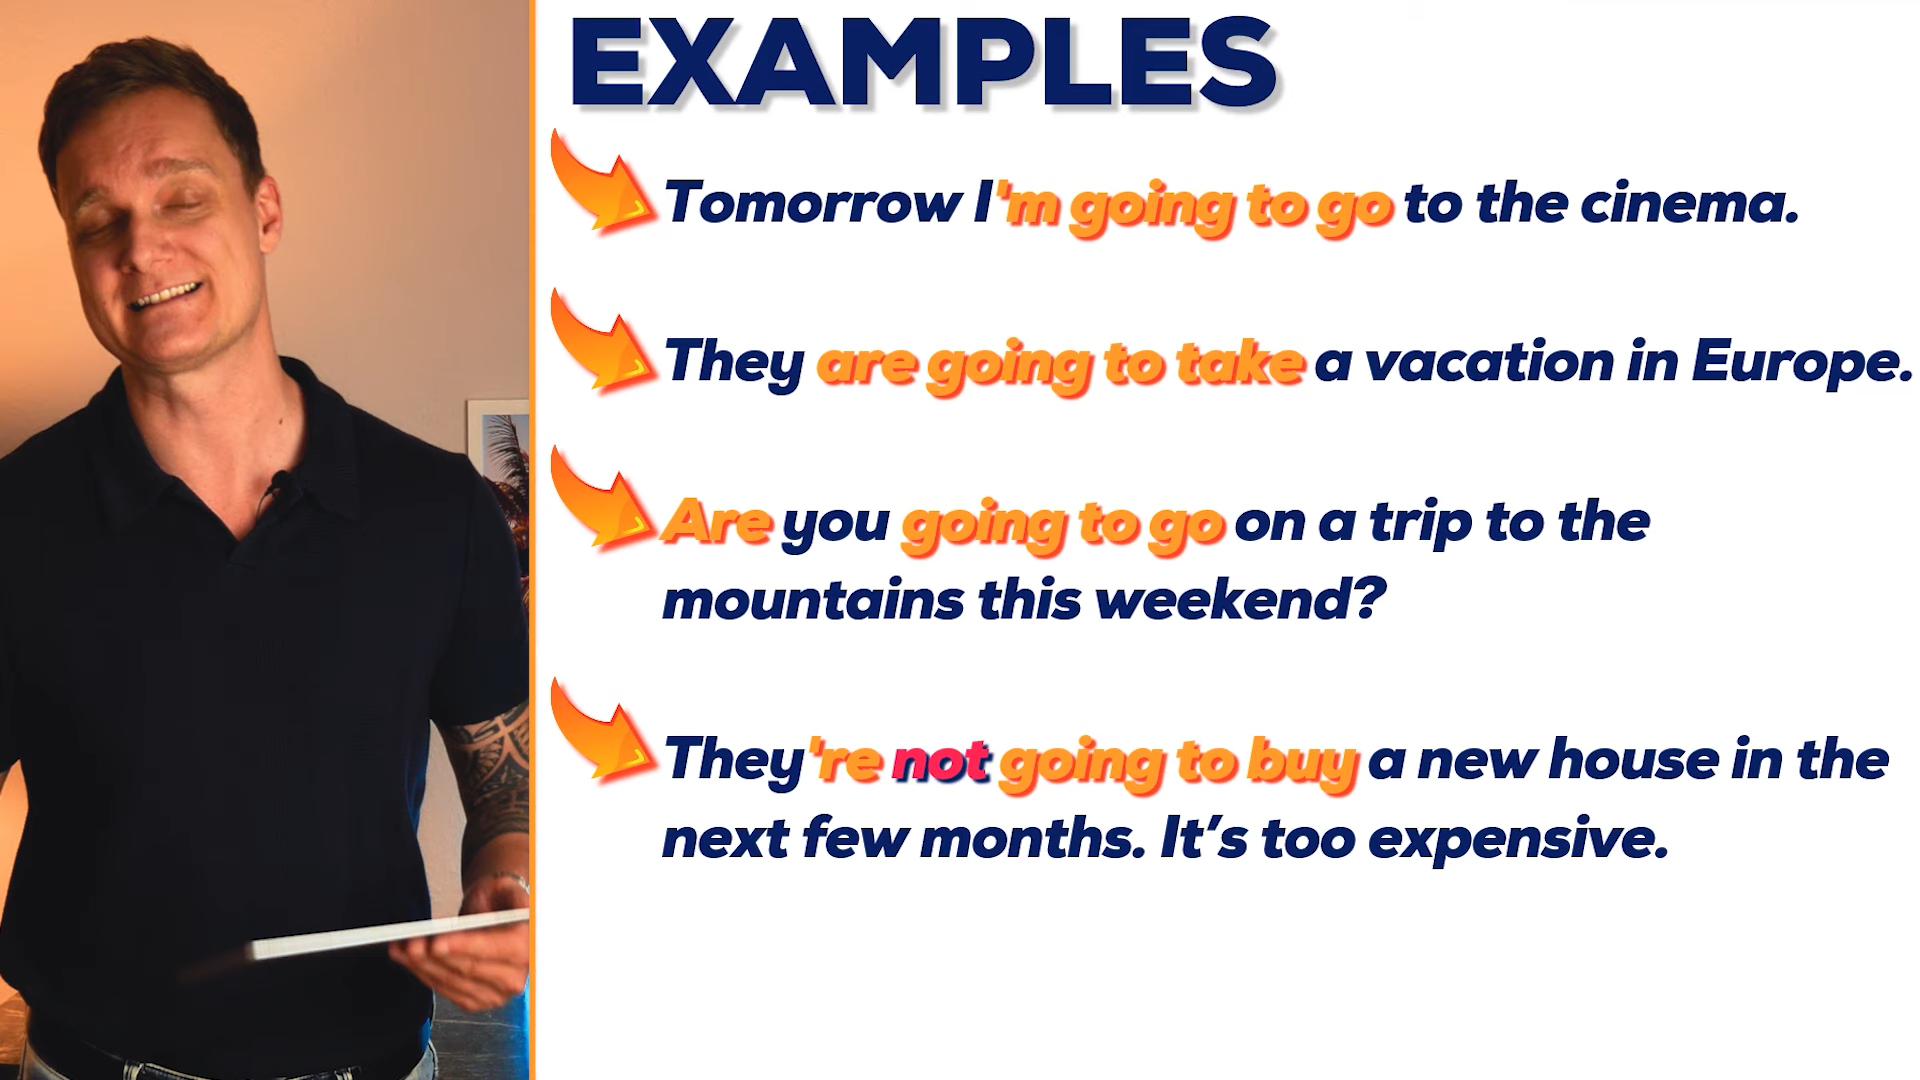 EXAMPLES
Tomorrow I'm going to go to the cinema.
They are going to take a vacation in Europe.
Are you going to go on a trip to the
mountains this weekend?
They're not going to buy a new house in the
next few months. It’s too expensive.